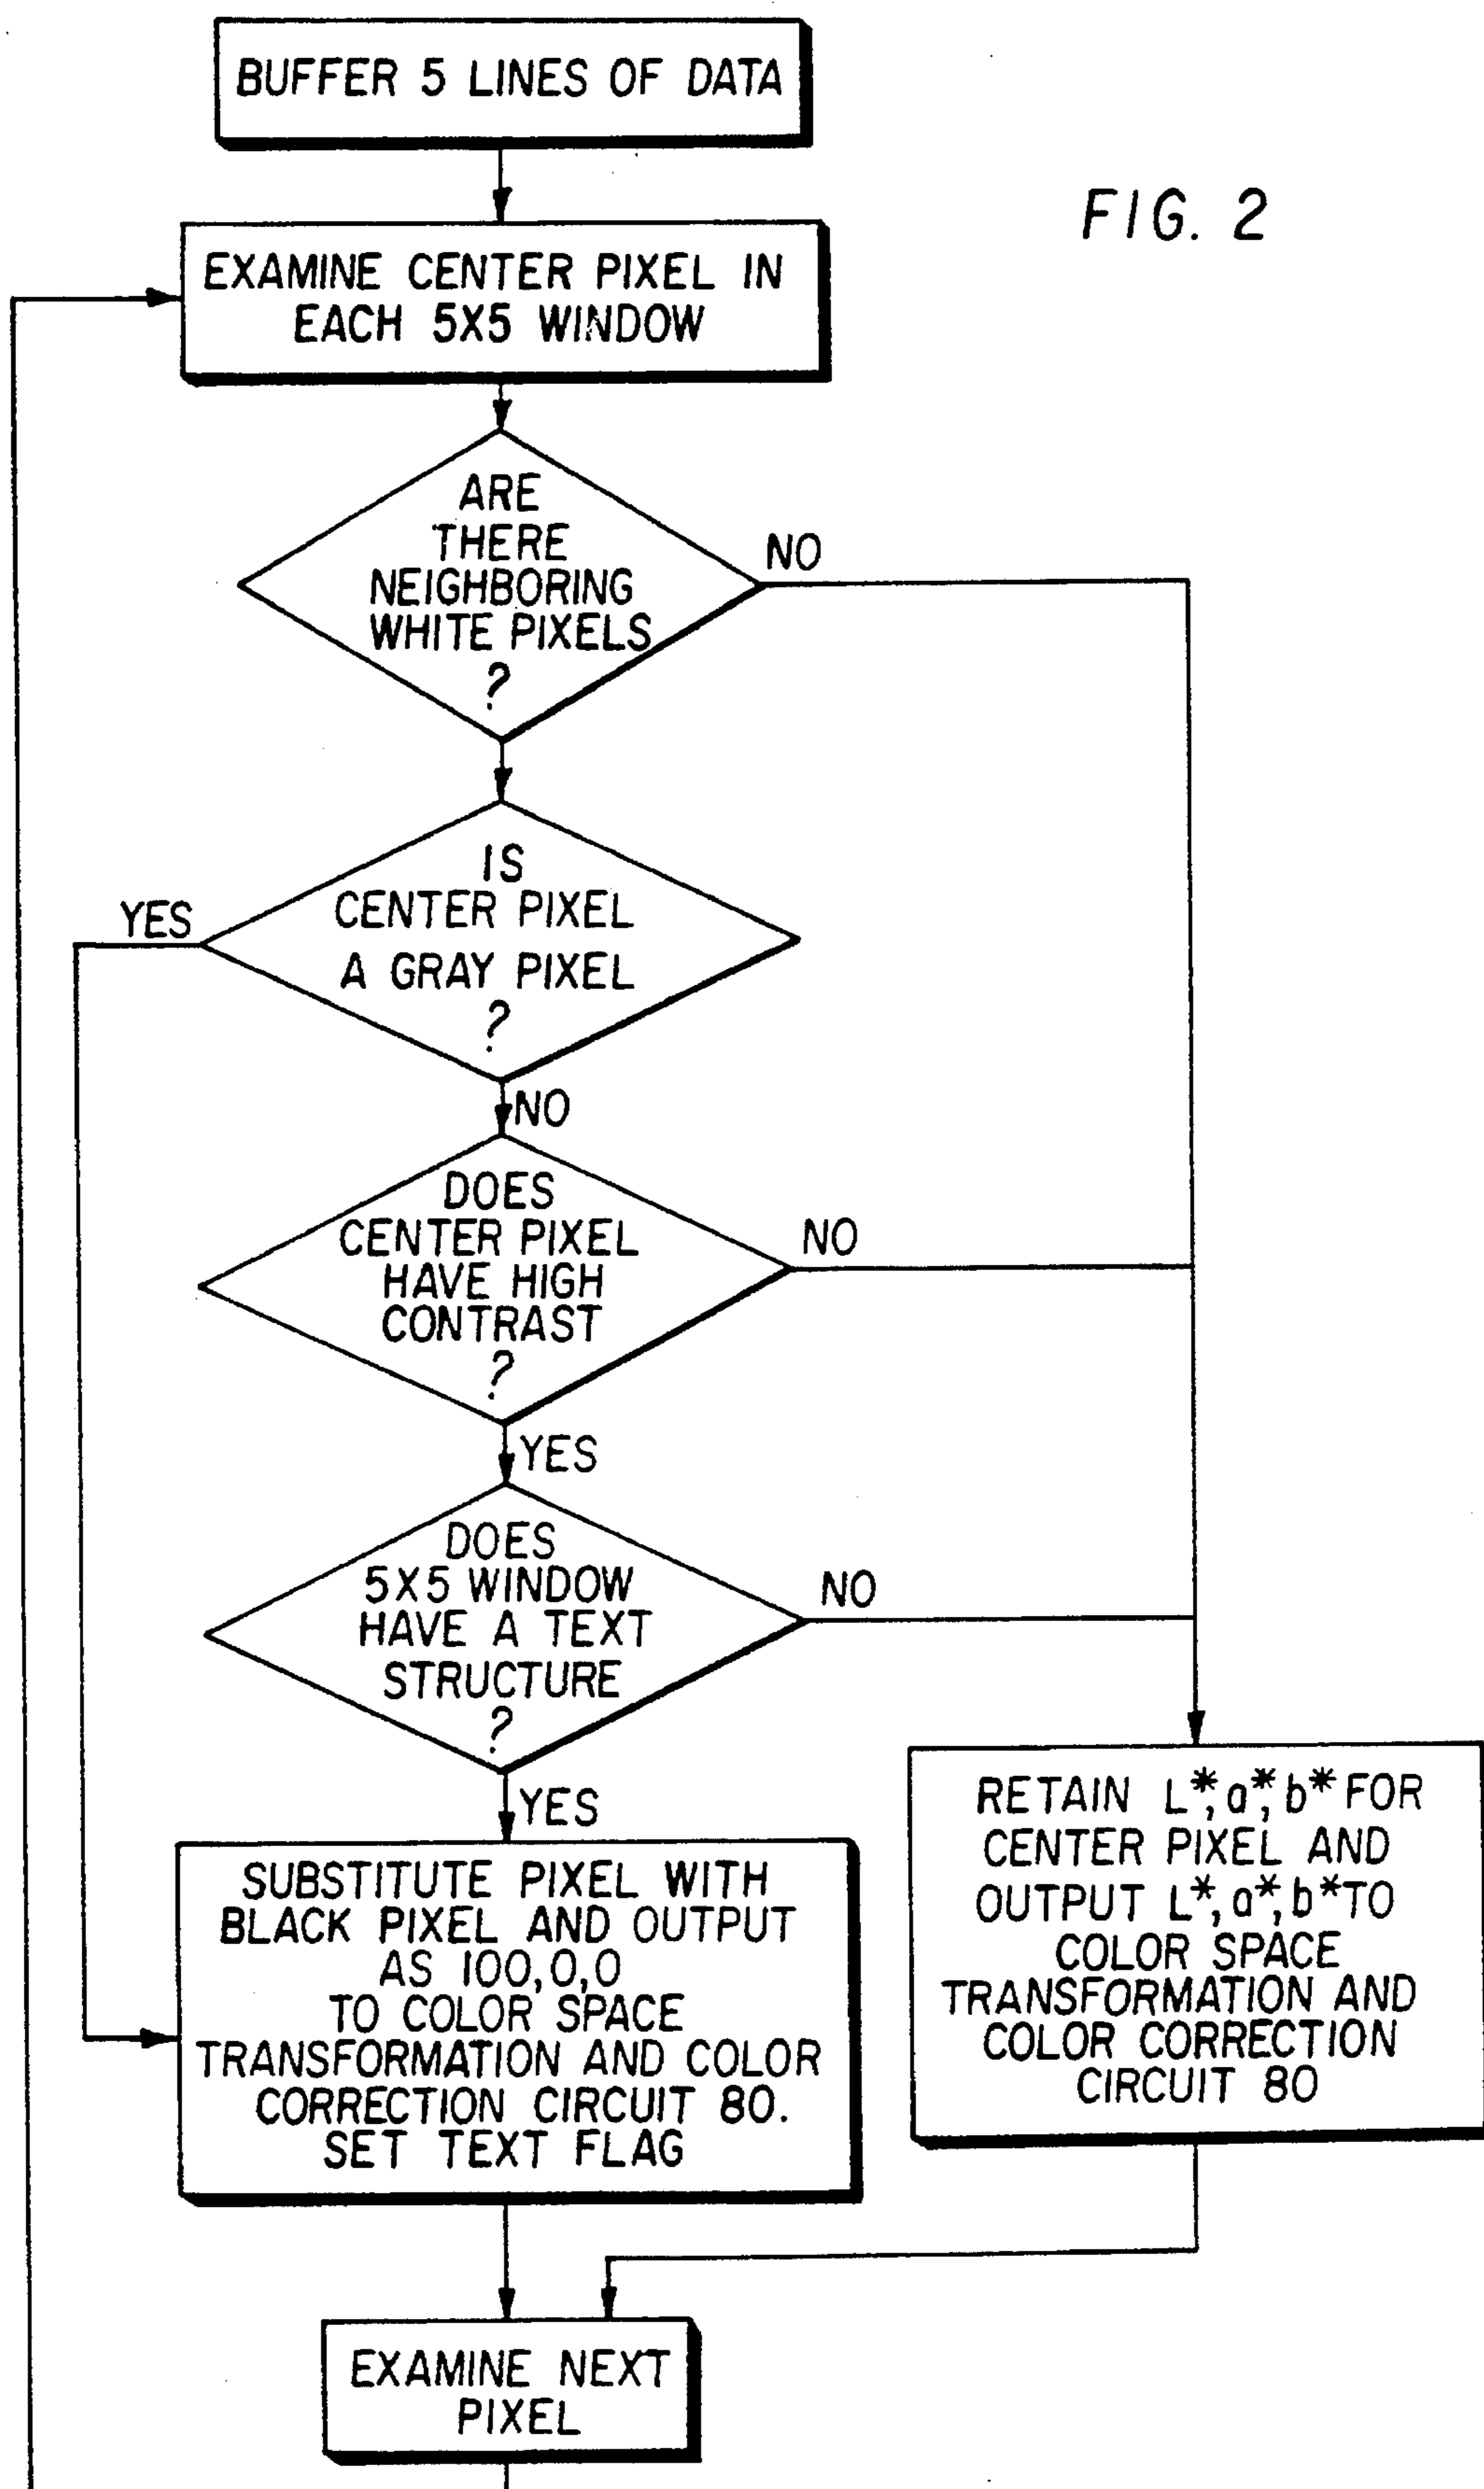 BUFFER 5 LINES OF DATA
FIG. 2
EXAMINE CENTER PIXEL IN
EACH 5X5 WINDOW
ARE
THERE
NEIGHBORING
WHITE PIXELS
?
NO
IS
CENTER PIXEL
A GRAY PIXEL
?
YES
NO
DOES
CENTER PIXEL
HAVE HIGH
CONTRAST
?
NO
YES
DOES
5X5 WINDOW
HAVE A TEXT
STRUCTURE
?
NO
YES
SUBSTITUTE PIXEL WITH
BLACK PIXEL AND OUTPUT
AS 100,0,0
TO COLOR SPACE
TRANSFORMATION AND COLOR
CORRECTION CIRCUIT 80.
SET TEXT FLAG
RETAIN L*,a*,b* FOR
CENTER PIXEL AND
OUTPUT L*,a*,b* TO
COLOR SPACE
TRANSFORMATION AND
COLOR CORRECTION
CIRCUIT 80
EXAMINE NEXT
PIXEL